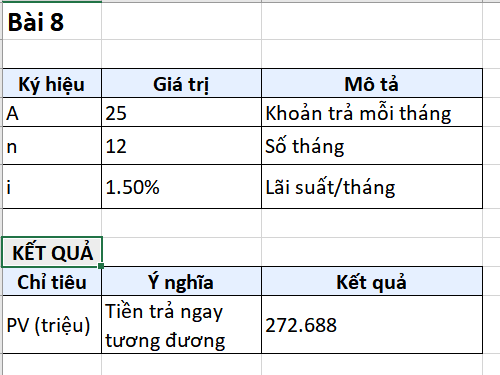 Bài 8
Ký hiệu Giá trị Mô tả
A 25 Khoản trả mỗi tháng
n 12 Số tháng
i 1.50% Lãi suất/tháng
KẾT QUẢ
Chỉ tiêu Ý nghĩa Kết quả
PV (triệu) Tiền trả ngay tương đương 272.688